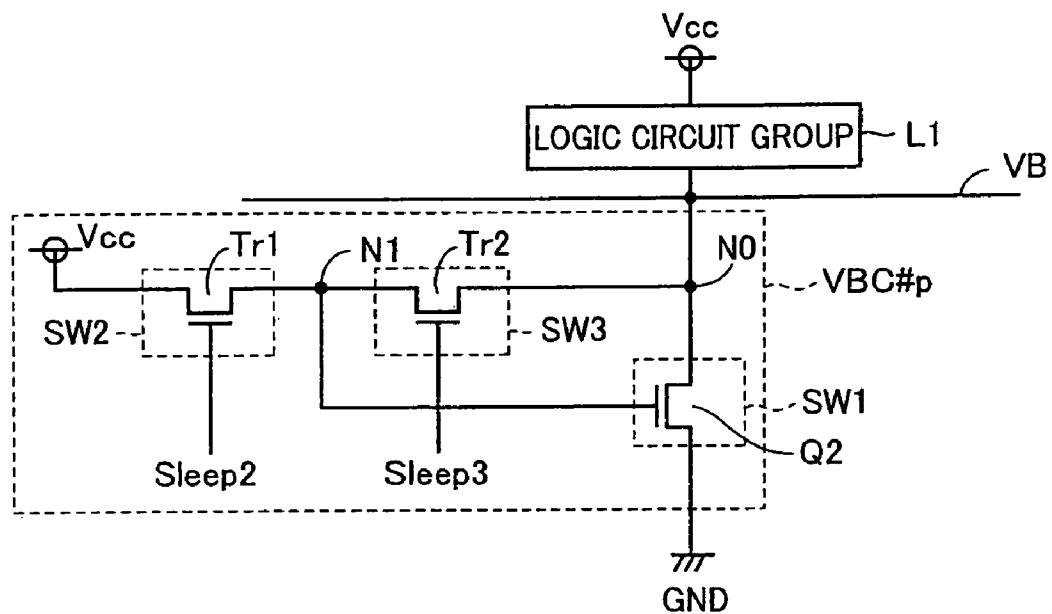 Vcc
LOGIC CIRCUIT GROUP
L1
VB
Vcc
Tr1
N1
Tr2
N0
VBC#p
SW2
SW3
SW1
Q2
Sleep2
Sleep3
GND